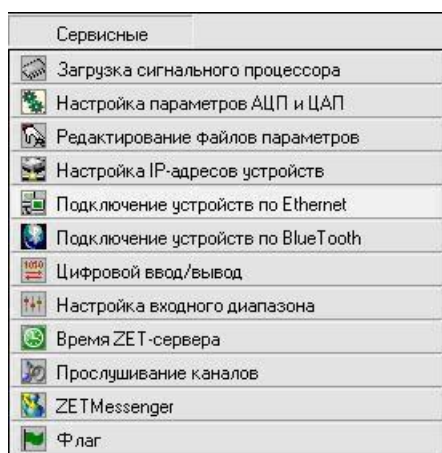 Сервисные
Загрузка сигнального процессора
Настройка параметров АЦП и ЦАП
Редактирование файлов параметров
Настройка IP-адресов устройств
Подключение устройств по Ethernet
Подключение устройств по BlueTooth
1010
Цифровой ввод/вывод
Настройка входного диапазона
Время ZET-сервера
Прослушивание каналов
ZETMessenger
Флаг